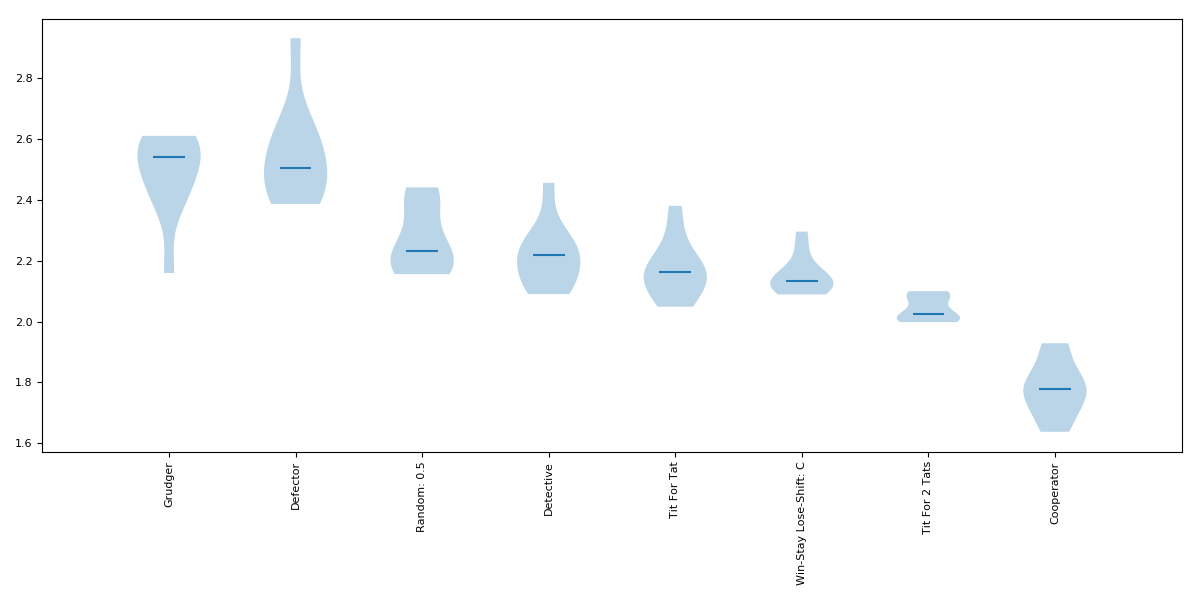 2.8
2.6
2.4
2.2
2.0
1.8
1.6
Grudger
Defector
Random: 0.5
Detective
Tit For Tat
Win-Stay Lose-Shift: C
Tit For 2 Tats
Cooperator